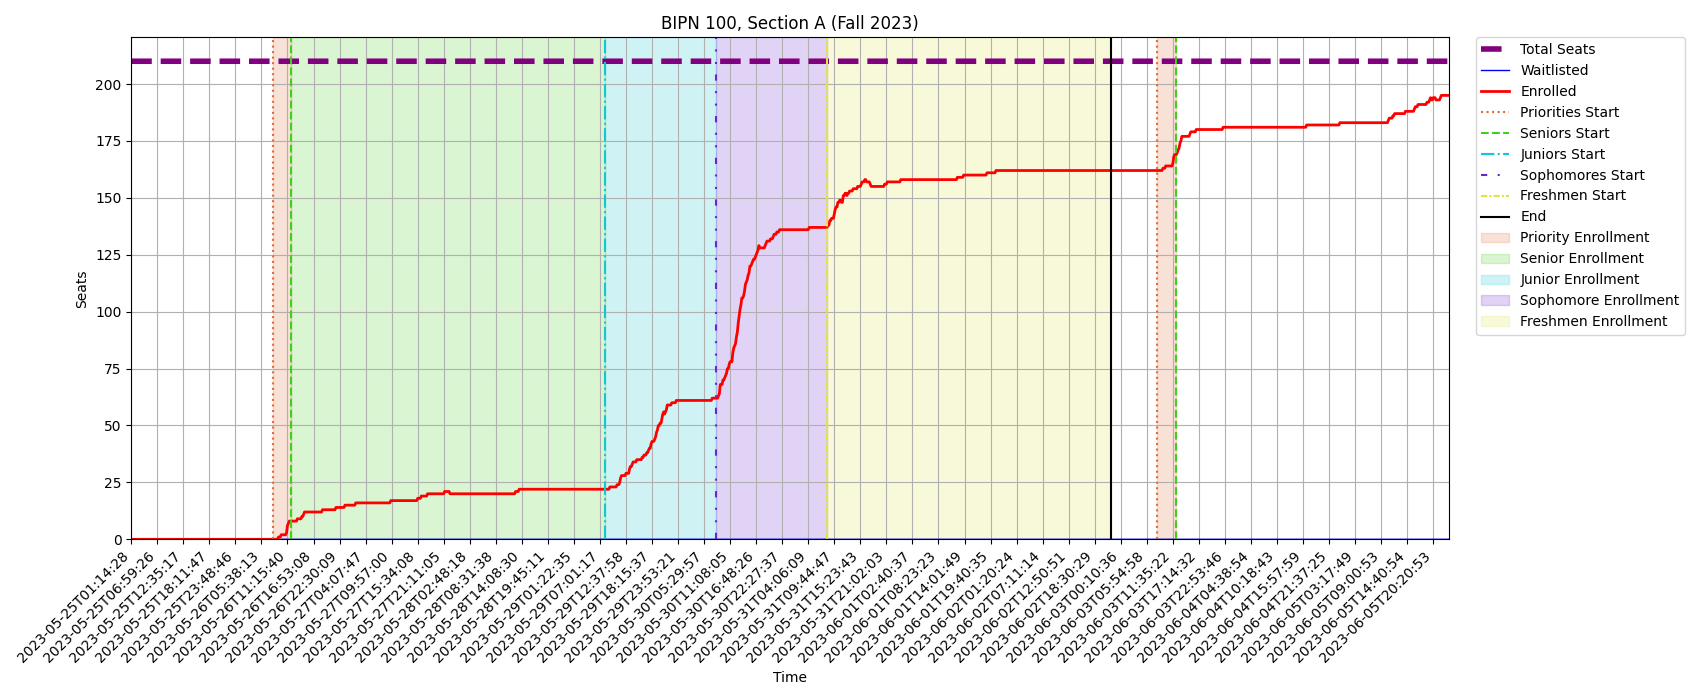 BIPN 100, Section A (Fall 2023)
Seats
200
175
150
125
100
75
50
25
0
2023-05-25T01:14:28
2023-05-25T06:59:26
2023-05-25T12:35:17
2023-05-25T18:11:47
2023-05-25T23:48:46
2023-05-26T05:38:13
2023-05-26T11:15:40
2023-05-26T16:53:08
2023-05-26T22:30:09
2023-05-27T04:07:47
2023-05-27T09:57:00
2023-05-27T15:34:08
2023-05-27T21:11:05
2023-05-28T02:48:18
2023-05-28T08:31:38
2023-05-28T14:08:30
2023-05-28T19:45:11
2023-05-29T01:22:35
2023-05-29T07:01:17
2023-05-29T12:37:58
2023-05-29T18:15:37
2023-05-29T23:53:21
2023-05-30T05:29:57
2023-05-30T11:08:05
2023-05-30T16:48:26
2023-05-30T22:27:37
2023-05-31T04:06:09
2023-05-31T09:44:47
2023-05-31T15:23:43
2023-05-31T21:02:03
2023-06-01T02:40:37
2023-06-01T08:23:23
2023-06-01T14:01:49
2023-06-01T19:40:35
2023-06-02T01:20:24
2023-06-02T07:11:14
2023-06-02T12:50:51
2023-06-02T18:30:29
2023-06-03T00:10:36
2023-06-03T05:54:58
2023-06-03T11:35:22
2023-06-03T17:14:32
2023-06-03T22:53:46
2023-06-04T04:38:54
2023-06-04T10:18:43
2023-06-04T15:57:59
2023-06-04T21:37:25
2023-06-05T03:17:49
2023-06-05T09:00:53
2023-06-05T14:40:54
2023-06-05T20:20:53
Time
Total Seats
Waitlisted
Enrolled
Priorities Start
Seniors Start
Juniors Start
Sophomores Start
Freshmen Start
End
Priority Enrollment
Senior Enrollment
Junior Enrollment
Sophomore Enrollment
Freshmen Enrollment